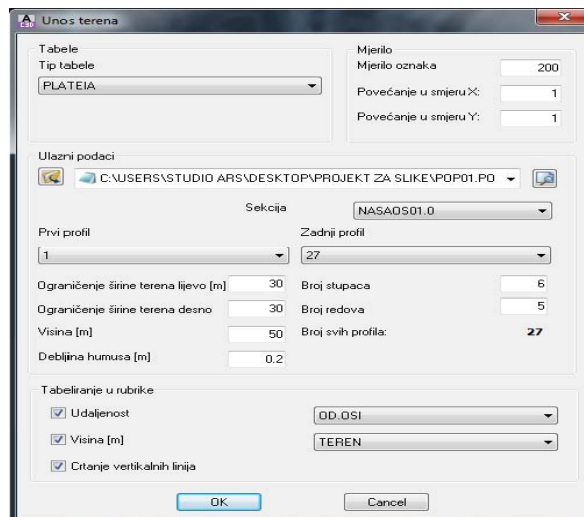 Unos terena
Tabele
Tip tabele
PLATEIA
Mjerilo
Mjerilo oznaka 200
Povećanje u smjeru X: 1
Povećanje u smjeru Y: 1
Ulazni podaci
C:\USERS\STUDIO ARS\DESKTOP\PROJEKT ZA SLIKE\POP01.PO
Sekcija NASAOS01.0
Prvi profil Zadnji profil
1 27
Ograničenje širine terena lijevo [m] 30 Broj stupaca 6
Ograničenje širine terena desno 30 Broj redova 5
Visina [m] 50 Broj svih profila: 27
Debljina humusa [m] 0.2
Tabeliranje u rubrike
Udaljenost OD.OSI
Visina [m] TEREN
Crtanje vertikalnih linija
OK Cancel